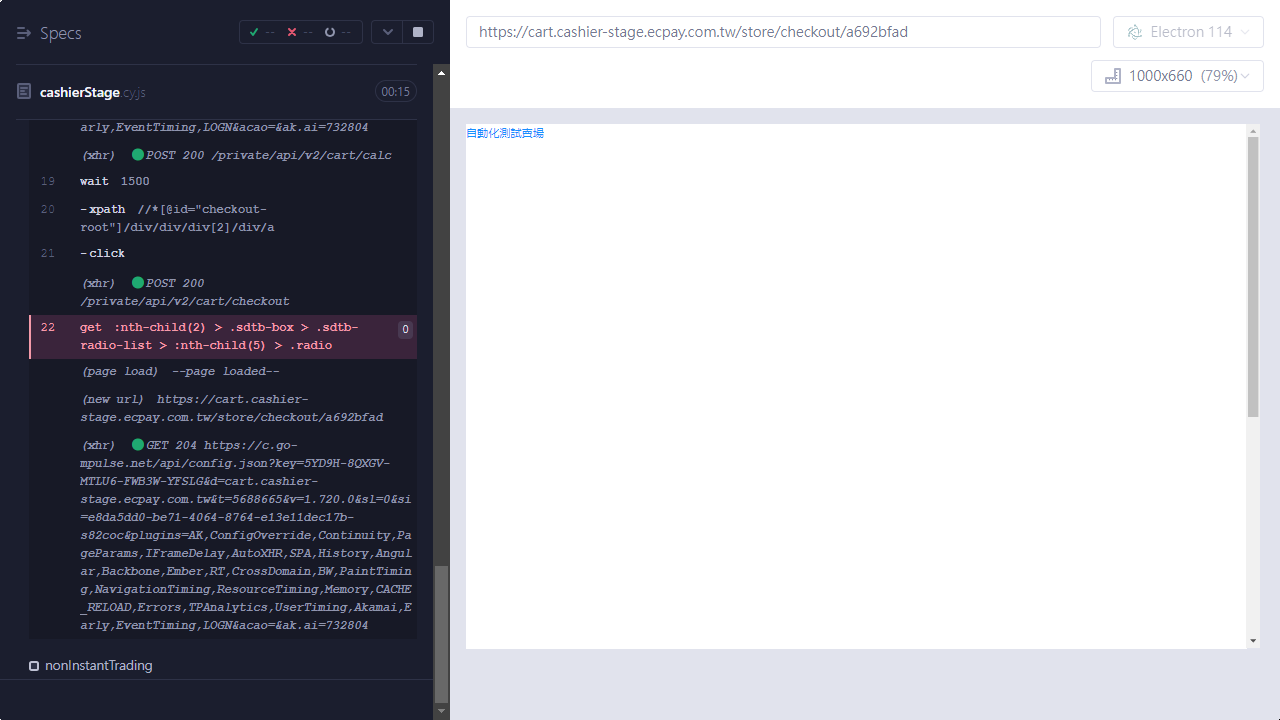 Specs
--
--
--
cashierStage.cy.js
00:15
arly,EventTiming,LOGN&acao=&ak.ai=732804
(xhr) POST 200 /private/api/v2/cart/calc
19 wait 1500
20 -xpath //*[@id="checkout-
root"]/div/div/div[2]/div/a
21 -click
(xhr) POST 200
/private/api/v2/cart/checkout
22 get :nth-child(2) > .sdtb-box > .sdtb- 0
radio-list > :nth-child(5) > .radio
(page load) --page loaded--
(new url) https://cart.cashier-
stage.ecpay.com.tw/store/checkout/a692bfad
(xhr) GET 204 https://c.go-
mpulse.net/api/config.json?key=5YD9H-8QXGV-
MTLU6-FWB3W-YFSLG&d=cart.cashier-
stage.ecpay.com.tw&t=5688665&v=1.720.0&sl=0&si
=e8da5dd0-be71-4064-8764-e13e11dec17b-
s82coc&plugins=AK,ConfigOverride,Continuity,Pa
geParams,IFrameDelay,AutoXHR,SPA,History,Angul
ar,Backbone,Ember,RT,CrossDomain,BW,PaintTimin
g,NavigationTiming,ResourceTiming,Memory,CACHE
_RELOAD,Errors,TPAnalytics,UserTiming,Akamai,E
arly,EventTiming,LOGN&acao=&ak.ai=732804
nonInstantTrading
https://cart.cashier-stage.ecpay.com.tw/store/checkout/a692bfad
Electron 114
1000x660 (79%)
自動化測試賣場